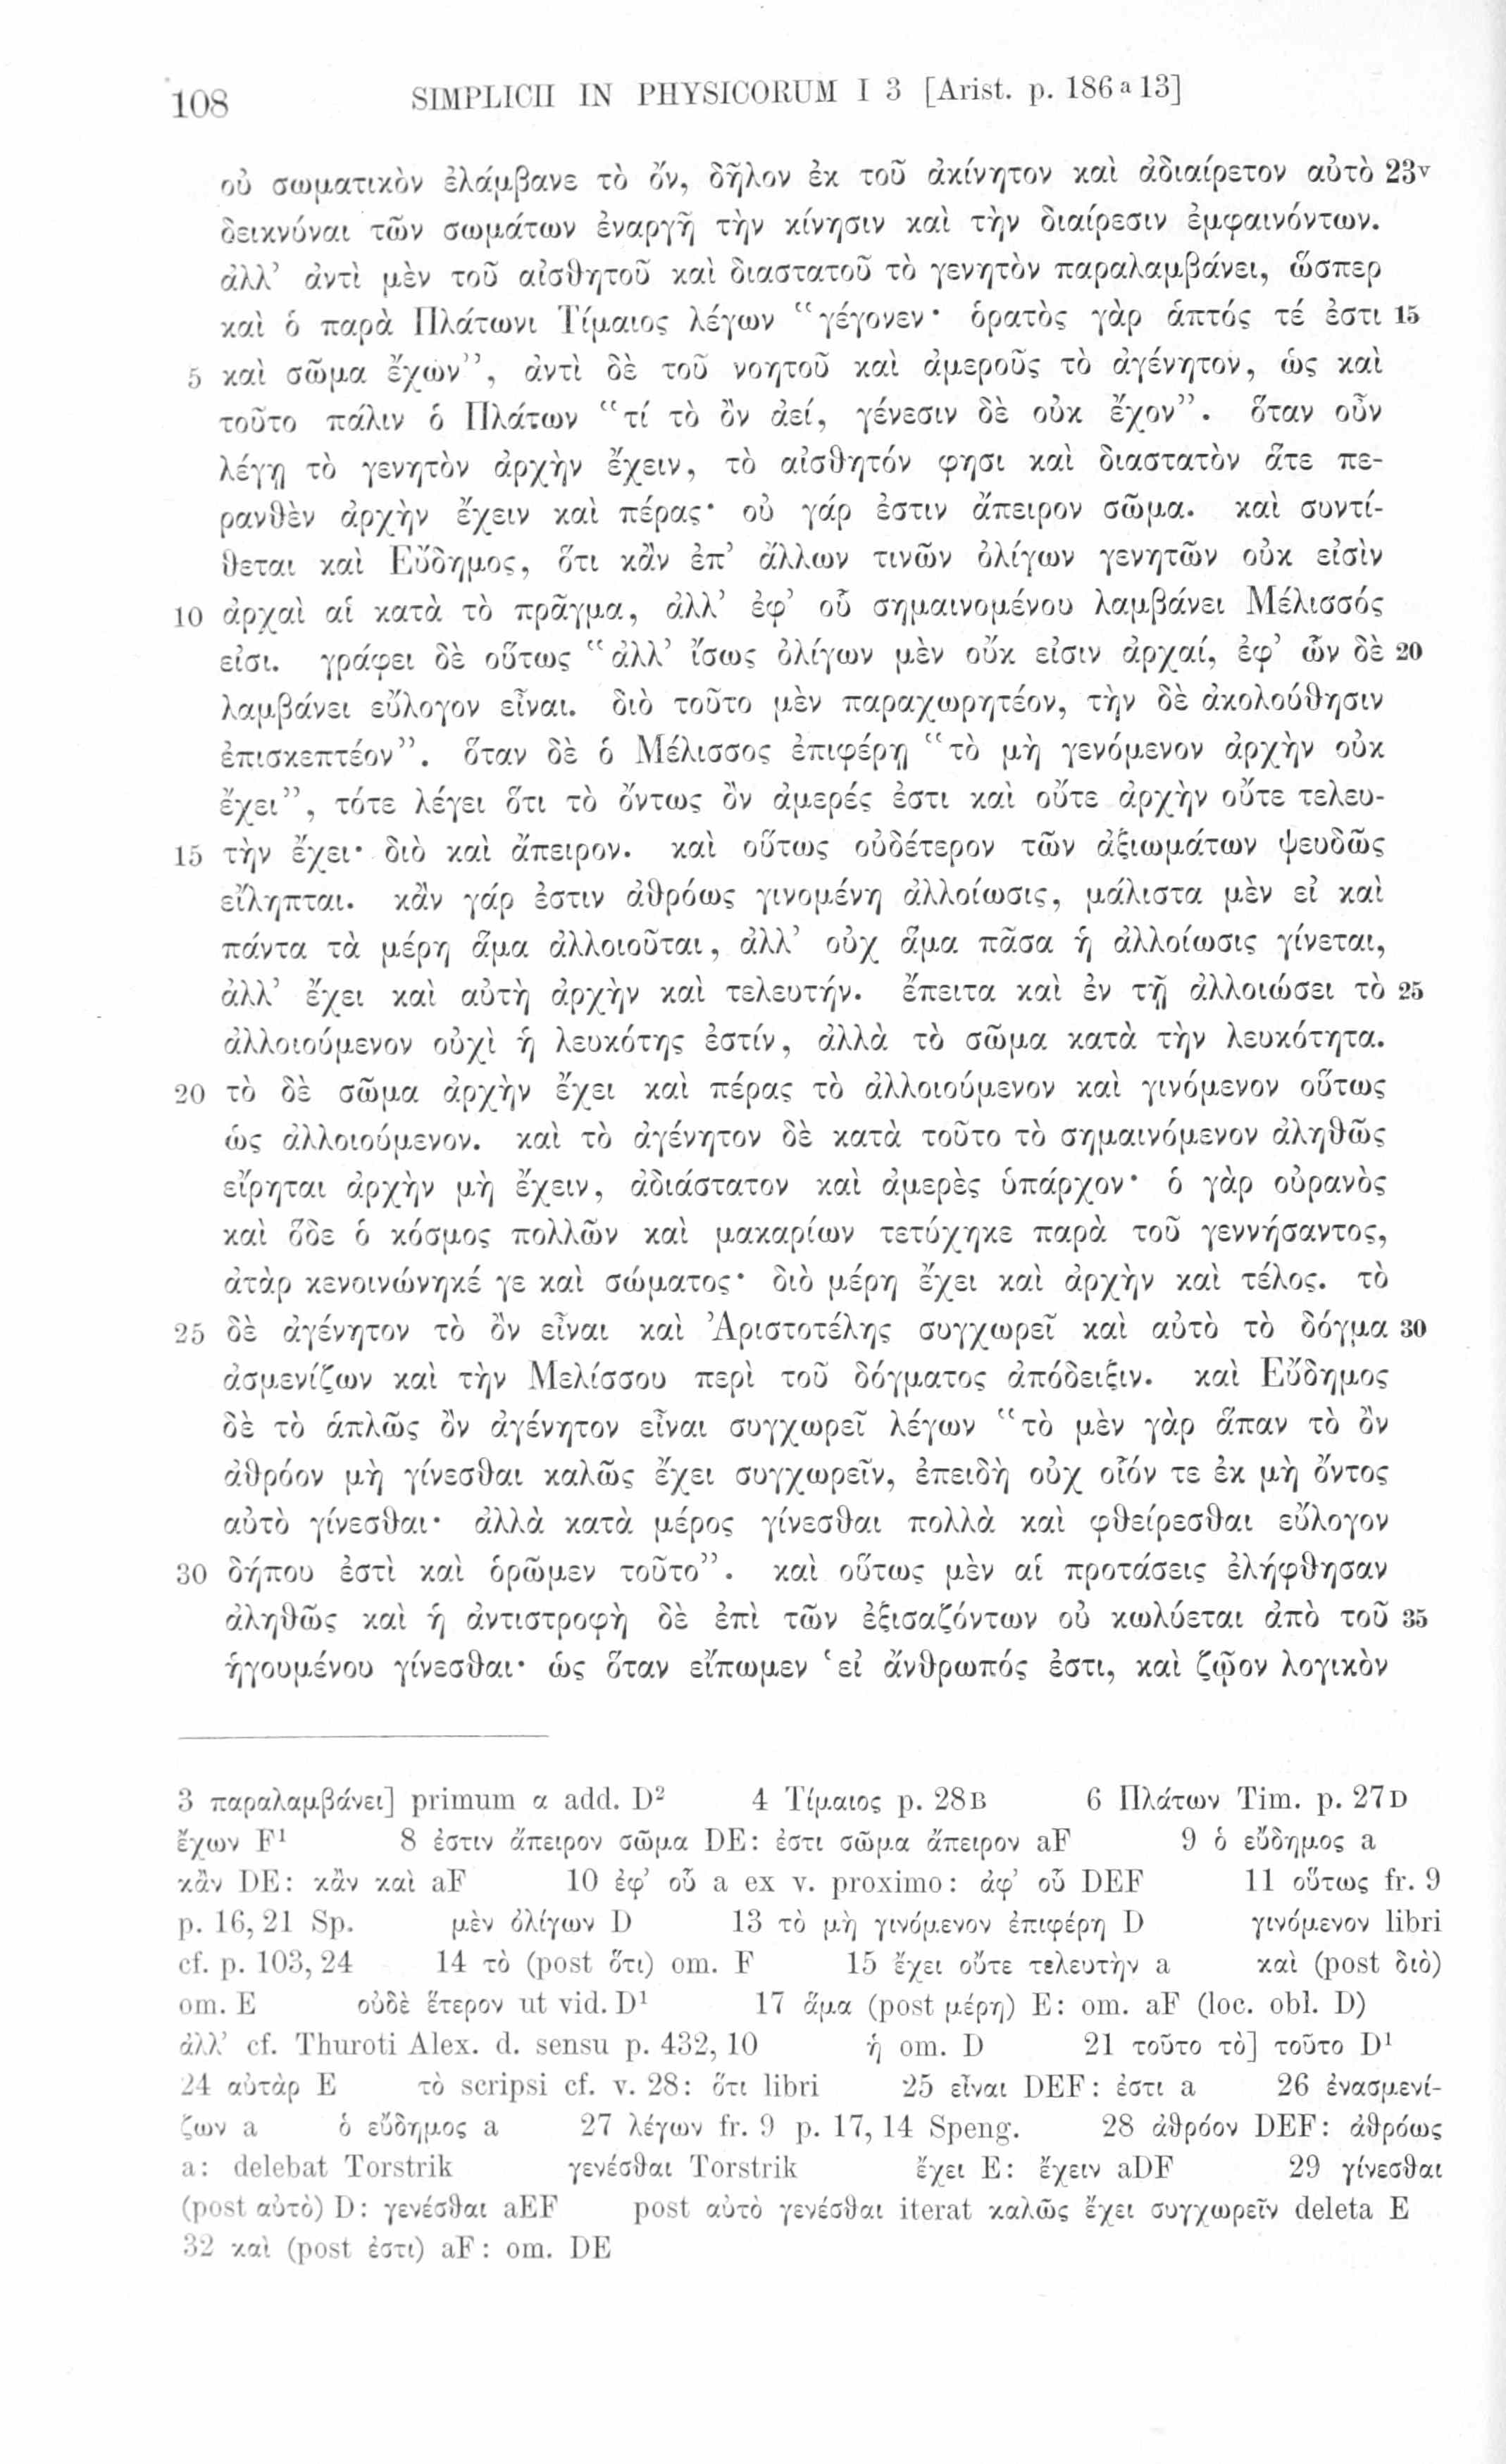 108 SIMPLICII IN PHYSICORUM I 3 [Arist. p. 186 a 13]
οὐ σωματικὸν ἐλάμβανε τὸ ὄν, δῆλον ἐκ τοῦ ἀκίνητον καὶ ἀδιαίρετον αὐτὸ 23v
δεικνύναι τῶν σωμάτων ἐναργῆ τὴν κίνησιν καὶ τὴν διαίρεσιν ἐμφαινόντων.
ἀλλ’ ἀντὶ μὲν τοῦ αἰσθητοῦ καὶ διαστατοῦ τὸ γενητὸν παραλαμβάνει, ὥσπερ
καὶ ὁ παρὰ Πλάτωνι Τίμαιος λέγων “γέγονεν· ὁρατὸς γὰρ ἁπτός τέ ἐστι 15
5 καὶ σῶμα ἔχων”, ἀντὶ δὲ τοῦ νοητοῦ καὶ ἀμεροῦς τὸ ἀγένητον, ὡς καὶ
τοῦτο πάλιν ὁ Πλάτων “τί τὸ ὂν ἀεί, γένεσιν δὲ οὐκ ἔχον”. ὅταν οὖν
λέγῃ τὸ γενητὸν ἀρχὴν ἔχειν, τὸ αἰσθητόν φησι καὶ διαστατὸν ἅτε πε-
ρανθὲν ἀρχὴν ἔχειν καὶ πέρας· οὐ γάρ ἐστιν ἄπειρον σῶμα. καὶ συντί-
θεται καὶ Εὔδημος, ὅτι κἂν ἐπ’ ἄλλων τινῶν ὀλίγων γενητῶν οὐκ εἰσὶν
10 ἀρχαὶ αἱ κατὰ τὸ πρᾶγμα, ἀλλ’ ἐφ’ οὗ σημαινομένου λαμβάνει Μέλισσός
εἰσι. γράφει δὲ οὕτως “ἀλλ’ ἴσως ὀλίγων μὲν οὔκ εἰσιν ἀρχαί, ἐφ’ ὧν δὲ 20
λαμβάνει εὔλογον εἶναι. διὸ τοῦτο μὲν παραχωρητέον, τὴν δὲ ἀκολούθησιν
ἐπισκεπτέον”. ὅταν δὲ ὁ Μέλισσος ἐπιφέρῃ “τὸ μὴ γενόμενον ἀρχὴν οὐκ
ἔχει”, τότε λέγει ὅτι τὸ ὄντως ὂν ἀμερές ἐστι καὶ οὔτε ἀρχὴν οὔτε τελευ-
15 τὴν ἔχει· διὸ καὶ ἄπειρον. καὶ οὕτως οὐδέτερον τῶν ἀξιωμάτων ψευδῶς
εἴληπται. κἂν γάρ ἐστιν ἀθρόως γινομένη ἀλλοίωσις, μάλιστα μὲν εἰ καὶ
πάντα τὰ μέρη ἅμα ἀλλοιοῦται, ἀλλ’ οὐχ ἅμα πᾶσα ἡ ἀλλοίωσις γίνεται,
ἀλλ’ ἔχει καὶ αὐτὴ ἀρχὴν καὶ τελευτήν. ἔπειτα καὶ ἐν τῇ ἀλλοιώσει τὸ 25
ἀλλοιούμενον οὐχὶ ἡ λευκότης ἐστίν, ἀλλὰ τὸ σῶμα κατὰ τὴν λευκότητα.
20 τὸ δὲ σῶμα ἀρχὴν ἔχει καὶ πέρας τὸ ἀλλοιούμενον καὶ γινόμενον οὕτως
ὡς ἀλλοιούμενον. καὶ τὸ ἀγένητον δὲ κατὰ τοῦτο τὸ σημαινόμενον ἀληθῶς
εἴρηται ἀρχὴν μὴ ἔχειν, ἀδιάστατον καὶ ἀμερὲς ὑπάρχον· ὁ γὰρ οὐρανὸς
καὶ ὅδε ὁ κόσμος πολλῶν καὶ μακαρίων τετύχηκε παρὰ τοῦ γεννήσαντος,
ἀτὰρ κενοινώνηκέ γε καὶ σώματος· διὸ μέρη ἔχει καὶ ἀρχὴν καὶ τέλος. τὸ
25 δὲ ἀγένητον τὸ ὂν εἶναι καὶ Ἀριστοτέλης συγχωρεῖ καὶ αὐτὸ τὸ δόγμα 30
ἀσμενίζων καὶ τὴν Μελίσσου περὶ τοῦ δόγματος ἀπόδειξιν. καὶ Εὔδημος
δὲ τὸ ἁπλῶς ὂν ἀγένητον εἶναι συγχωρεῖ λέγων “τὸ μὲν γὰρ ἅπαν τὸ ὂν
ἀθρόον μὴ γίνεσθαι καλῶς ἔχει συγχωρεῖν, ἐπειδὴ οὐχ οἷόν τε ἐκ μὴ ὄντος
αὐτὸ γίνεσθαι· ἀλλὰ κατὰ μέρος γίνεσθαι πολλὰ καὶ φθείρεσθαι εὔλογον
30 δήπου ἐστὶ καὶ ὁρῶμεν τοῦτο”. καὶ οὕτως μὲν αἱ προτάσεις ἐλήφθησαν
ἀληθῶς καὶ ἡ ἀντιστροφὴ δὲ ἐπὶ τῶν ἐξισαζόντων οὐ κωλύεται ἀπὸ τοῦ 35
ἡγουμένου γίνεσθαι· ὡς ὅταν εἴπωμεν ‘εἰ ἄνθρωπός ἐστι, καὶ ζῷον λογικὸν
3 παραλαμβάνει] primum α add. D² 4 Τίμαιος p. 28B 6 Πλάτων Tim. p. 27D
ἔχων F¹ 8 ἐστιν ἄπειρον σῶμα DE: ἐστι σῶμα ἄπειρον aF 9 ὁ εὔδημος a
κἂν DE: κἂν καὶ aF 10 ἐφ’ οὗ a ex v. proximo: ἀφ’ οὗ DEF 11 οὕτως fr. 9
p. 16, 21 Sp. μὲν ὀλίγων D 13 τὸ μὴ γινόμενον ἐπιφέρη D γινόμενον libri
cf. p. 103, 24 14 τὸ (post ὅτι) om. F 15 ἔχει οὔτε τελευτὴν a καὶ (post διὸ)
om. E οὐδὲ ἕτερον ut vid. D¹ 17 ἅμα (post μέρη) E: om. aF (loc. obl. D)
ἀλλ’ cf. Thuroti Alex. d. sensu p. 432, 10 ἡ om. D 21 τοῦτο τὸ] τοῦτο D¹
24 αὐτὰρ E τὸ scripsi cf. v. 28: ὅτι libri 25 εἶναι DEF: ἐστι a 26 ἐνασμενί-
ζων a ὁ εὔδημος a 27 λέγων fr. 9 p. 17, 14 Speng. 28 ἀθρόον DEF: ἀθρόως
a: delebat Torstrik γενέσθαι Torstrik ἔχει E: ἔχειν aDF 29 γίνεσθαι
(post αὐτὸ) D: γενέσθαι aEF post αὐτὸ γενέσθαι iterat καλῶς ἔχει συγχωρεῖν deleta E
32 καὶ (post ἐστι) aF: om. DE